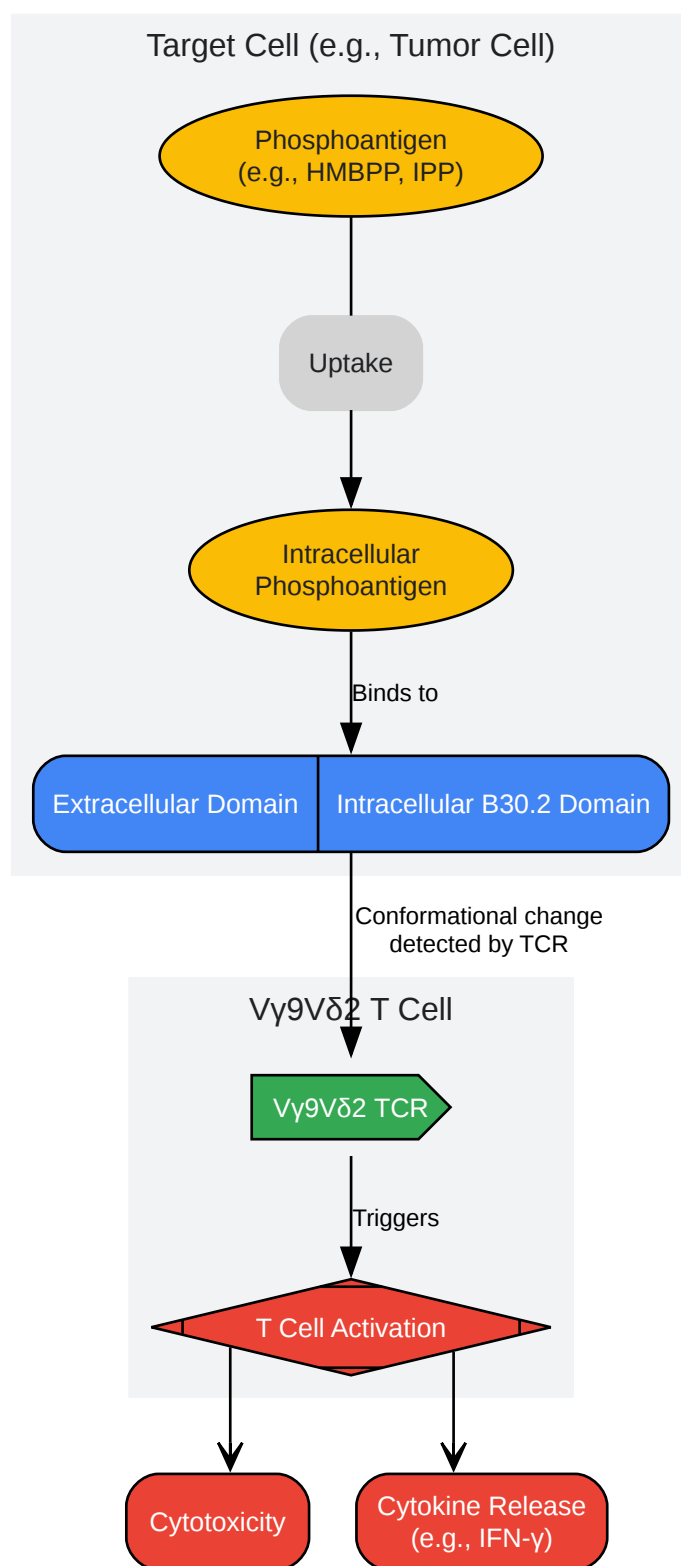 Target Cell (e.g., Tumor Cell)
Phosphoantigen
(e.g., HMBPP, IPP)
Uptake
Intracellular
Phosphoantigen
Binds to
Extracellular Domain
Intracellular B30.2 Domain
Conformational change
detected by TCR
Vγ9Vδ2 T Cell
Vγ9Vδ2 TCR
Triggers
T Cell Activation
Cytotoxicity
Cytokine Release
(e.g., IFN-γ)